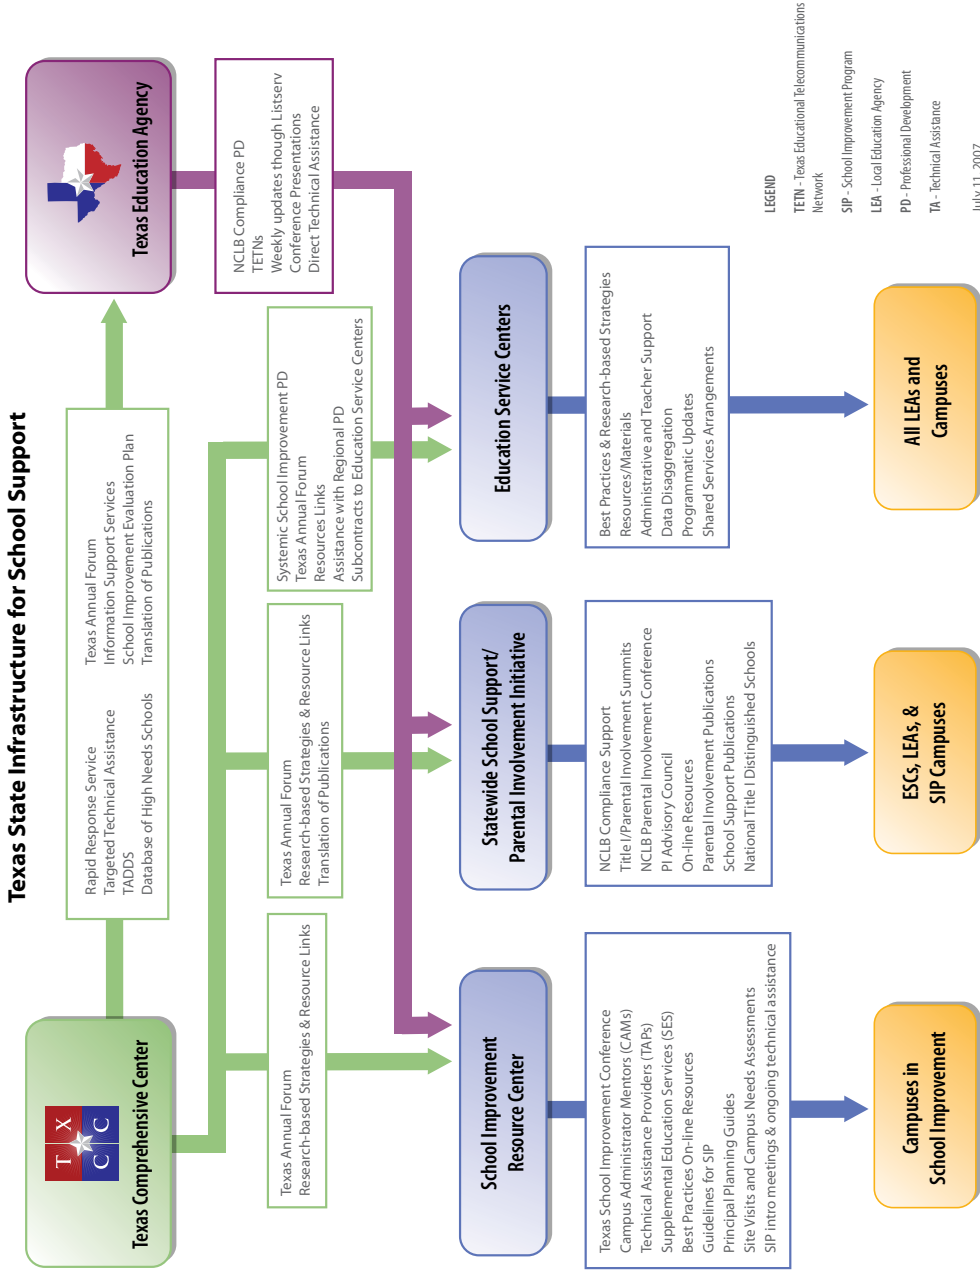 Texas State Infrastructure for School Support
T X
C C
Texas Comprehensive Center
Rapid Response Service
Targeted Technical Assistance
TADDS
Database of High Needs Schools
Texas Annual Forum
Information Support Services
School Improvement Evaluation Plan
Translation of Publications
Texas Education Agency
Texas Annual Forum
Research-based Strategies & Resource Links
Texas Annual Forum
Research-based Strategies & Resource Links
Translation of Publications
Systemic School Improvement PD
Texas Annual Forum
Resources Links
Assistance with Regional PD
Subcontracts to Education Service Centers
NCLB Compliance PD
TETNs
Weekly updates though Listserv
Conference Presentations
Direct Technical Assistance
School Improvement
Resource Center
Statewide School Support/
Parental Involvement Initiative
Education Service Centers
Texas School Improvement Conference
Campus Administrator Mentors (CAMs)
Technical Assistance Providers (TAPs)
Supplemental Education Services (SES)
Best Practices On-line Resources
Guidelines for SIP
Principal Planning Guides
Site Visits and Campus Needs Assessments
SIP intro meetings & ongoing technical assistance
NCLB Compliance Support
Title I/Parental Involvement Summits
NCLB Parental Involvement Conference
PI Advisory Council
On-line Resources
Parental Involvement Publications
School Support Publications
National Title I Distinguished Schools
Best Practices & Research-based Strategies
Resources/Materials
Administrative and Teacher Support
Data Disaggregation
Programmatic Updates
Shared Services Arrangements
Campuses in
School Improvement
ESCs, LEAs, &
SIP Campuses
All LEAs and
Campuses
LEGEND
TETN - Texas Educational Telecommunications
Network
SIP - School Improvement Program
LEA - Local Education Agency
PD - Professional Development
TA - Technical Assistance
July 11, 2007